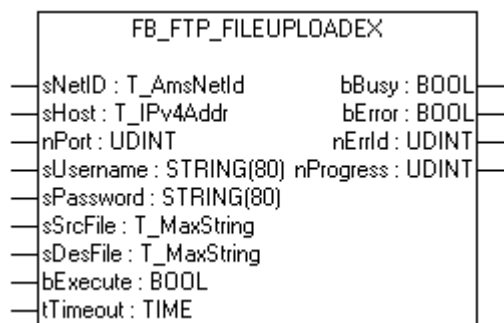 FB_FTP_FILEUPLOADEX
sNetID : T_AmsNetId bBusy : BOOL
sHost : T_IPv4Addr bError : BOOL
nPort : UDINT nErrId : UDINT
sUsername : STRING(80) nProgress : UDINT
sPassword : STRING(80)
sSrcFile : T_MaxString
sDesFile : T_MaxString
bExecute : BOOL
tTimeout : TIME